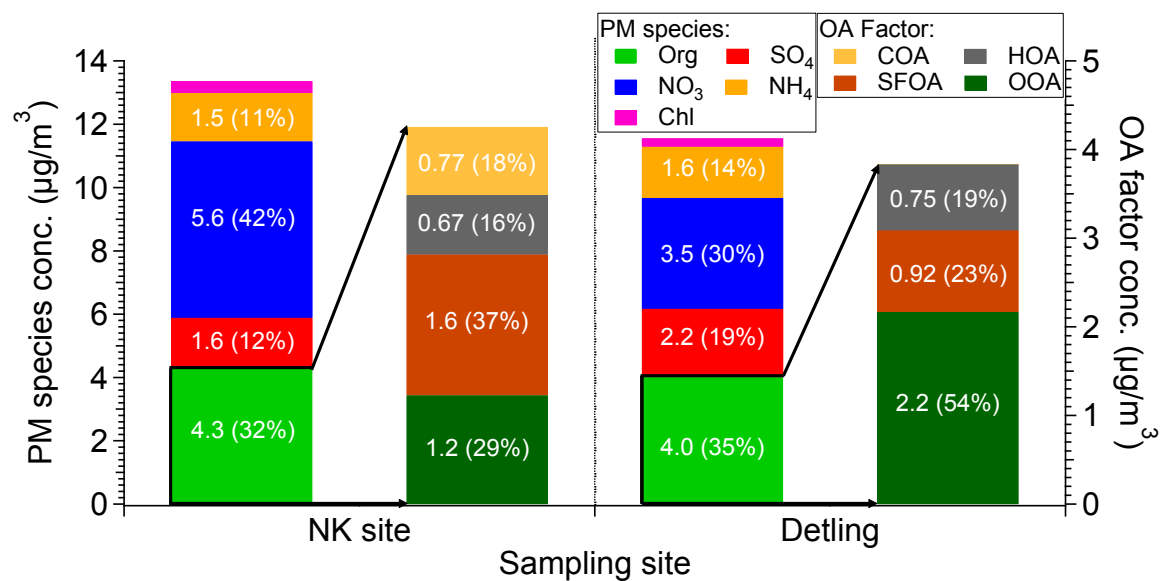 PM species:
Org SO₄
NO₃ NH₄
Chl
OA Factor:
COA HOA
SFOA OOA
PM species conc. (µg/m³)
14
12
10
8
6
4
2
0
1.5 (11%)
5.6 (42%)
1.6 (12%)
4.3 (32%)
0.77 (18%)
0.67 (16%)
1.6 (37%)
1.2 (29%)
1.6 (14%)
3.5 (30%)
2.2 (19%)
4.0 (35%)
0.75 (19%)
0.92 (23%)
2.2 (54%)
5
4
3
2
1
0
OA factor conc. (µg/m³)
NK site Detling
Sampling site